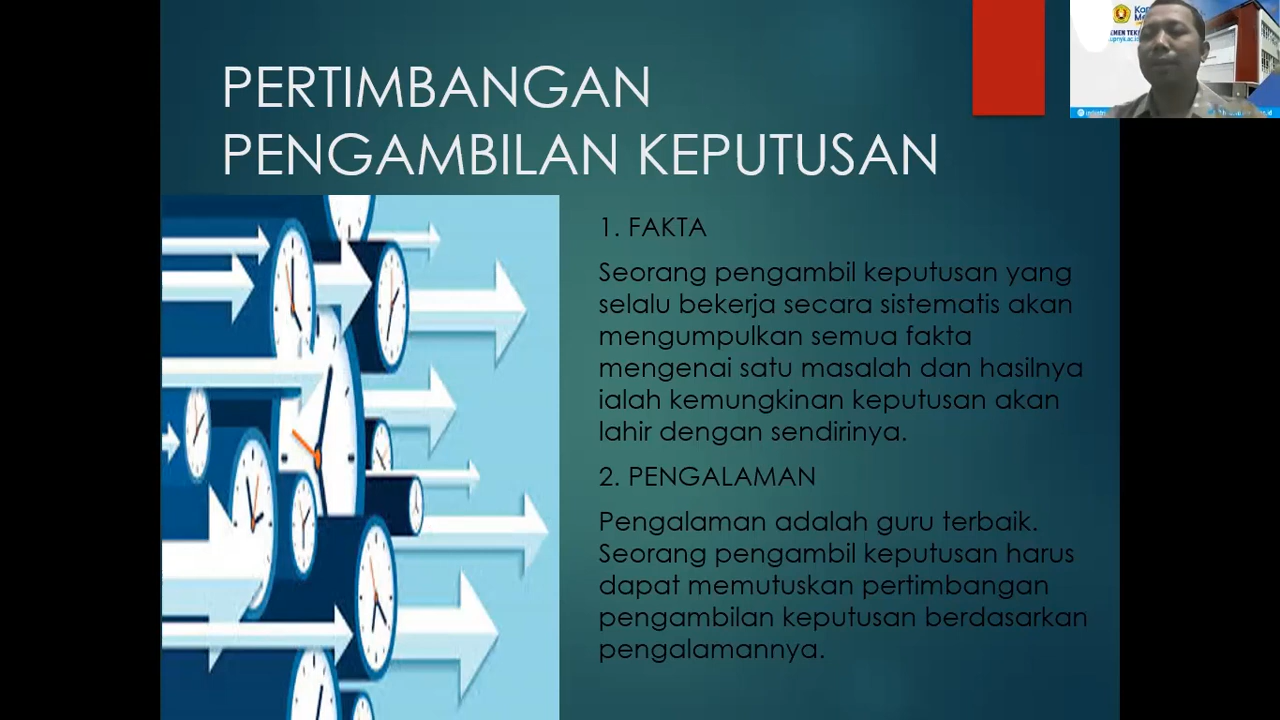 PERTIMBANGAN
PENGAMBILAN KEPUTUSAN
1. FAKTA
Seorang pengambil keputusan yang
selalu bekerja secara sistematis akan
mengumpulkan semua fakta
mengenai satu masalah dan hasilnya
ialah kemungkinan keputusan akan
lahir dengan sendirinya.
2. PENGALAMAN
Pengalaman adalah guru terbaik.
Seorang pengambil keputusan harus
dapat memutuskan pertimbangan
pengambilan keputusan berdasarkan
pengalamannya.